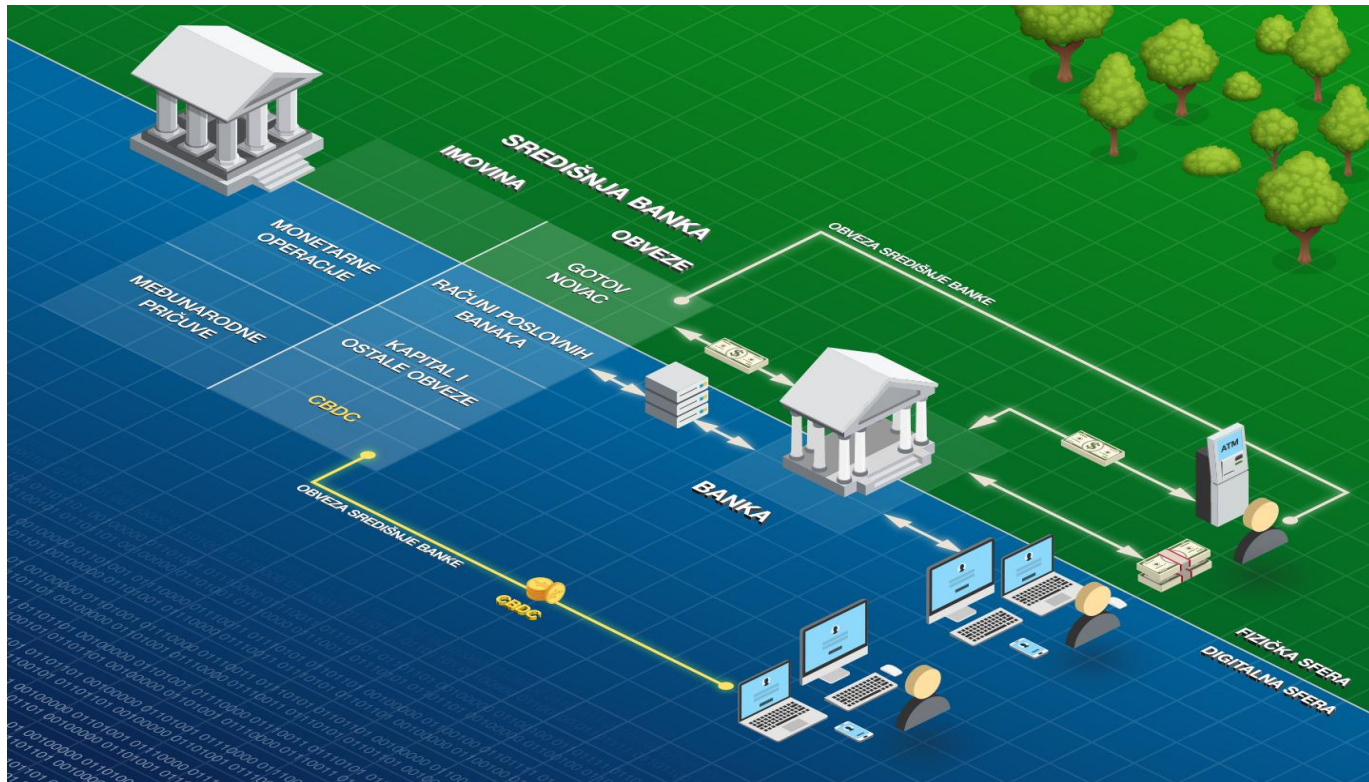 SREDIŠNJA BANKA
IMOVINA
OBVEZE
MONETARNE
OPERACIJE
MEĐUNARODNE
PRIČUVE
GOTOV
NOVAC
RAČUNI POSLOVNIH
BANAKA
KAPITAL I
OSTALE OBVEZE
CBDC
OBVEZA SREDIŠNJE BANKE
BANKA
ATM
OBVEZA SREDIŠNJE BANKE
CBDC
FIZIČKA SFERA
DIGITALNA SFERA